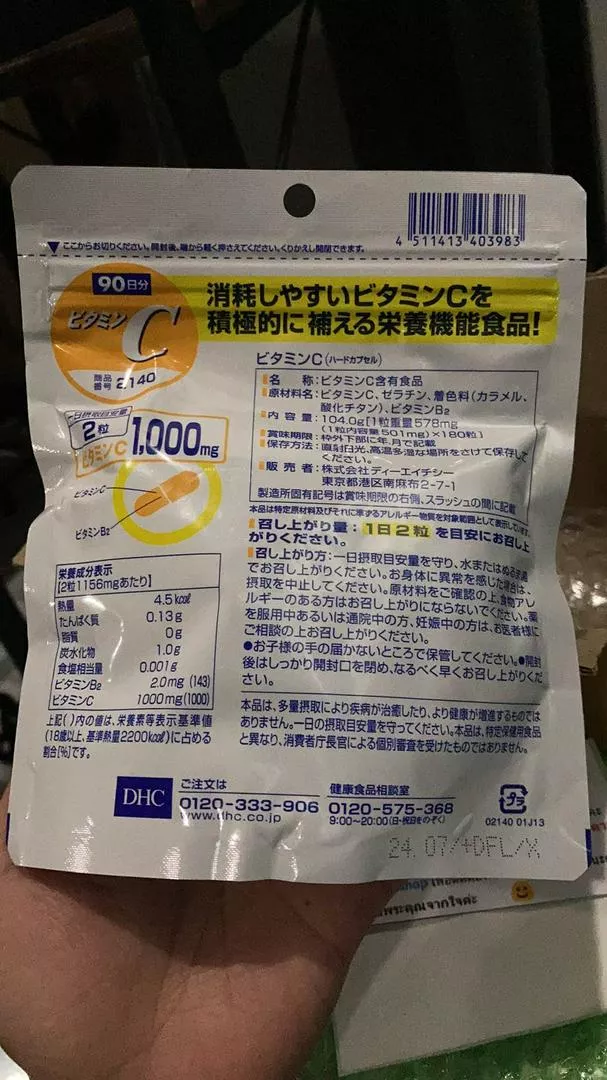 4 511413 403983
▼ここからお切りください。開封後、端から軽く押さえてください。くりかえし開閉できます。
90日分
ビタミンC
商品番号 2140
消耗しやすいビタミンCを
積極的に補える栄養機能食品!
一日摂取目安量
2粒
ビタミンC 1,000mg
ビタミンC
ビタミンB2
ビタミンC(ハードカプセル)
名 称:ビタミンC含有食品
原材料名:ビタミンC、ゼラチン、着色料(カラメル、
酸化チタン)、ビタミンB2
内 容 量:104.0g[1粒重量578mg
(1粒内容量501mg)×180粒]
賞味期限:枠外下部に年、月で記載
保存方法:直射日光、高温多湿な場所をさけて保存して
ください。
販 売 者:株式会社ディーエイチシー
東京都港区南麻布2-7-1
製造所固有記号は賞味期限の右側、スラッシュの間に記載
本品は特定原材料及びそれに準ずるアレルギー物質を対象範囲として表示しています。
召し上がり量:1日2粒を目安にお召し上
がりください。
召し上がり方:一日摂取目安量を守り、水またはぬるま湯
でお召し上がりください。お身体に異常を感じた場合は、
摂取を中止してください。原材料をご確認の上、食物アレ
ルギーのある方はお召し上がりにならないでください。薬
を服用中あるいは通院中の方、妊娠中の方は、お医者様に
ご相談の上お召し上がりください。
●お子様の手の届かないところで保管してください。●開封
後はしっかり開封口を閉め、なるべく早くお召し上がりくだ
さい。
栄養成分表示
[2粒1156mgあたり]
熱量 4.5kcal
たんぱく質 0.13g
脂質 0g
炭水化物 1.0g
食塩相当量 0.001g
ビタミンB2 2.0mg (143)
ビタミンC 1000mg (1000)
上記( )内の値は、栄養素等表示基準値
(18歳以上、基準熱量2200kcal)に占める
割合[%]です。
本品は、多量摂取により疾病が治癒したり、より健康が増進するものでは
ありません。一日の摂取目安量を守ってください。本品は、特定保健用食品
と異なり、消費者庁長官による個別審査を受けたものではありません。
DHC
ご注文は
0120-333-906
www.dhc.co.jp
健康食品相談室
0120-575-368
9:00~20:00(日・祝日をのぞく)
プラ
02140 01J13
24.07/+DFL/X
shop
พระคุณจากใจค่ะ